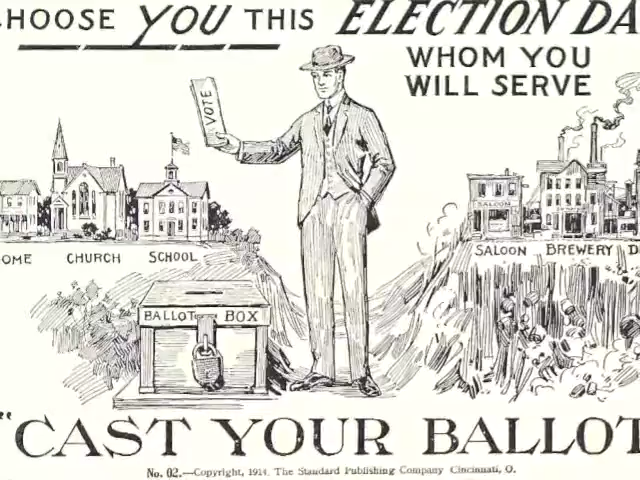 HOOSE YOU THIS ELECTION DA
WHOM YOU
WILL SERVE
VOTE
SALOON
OME CHURCH SCHOOL
SALOON BREWERY D
BALLOT BOX
"CAST YOUR BALLOT
No. 02.—Copyright, 1914, The Standard Publishing Company Cincinnati, O.